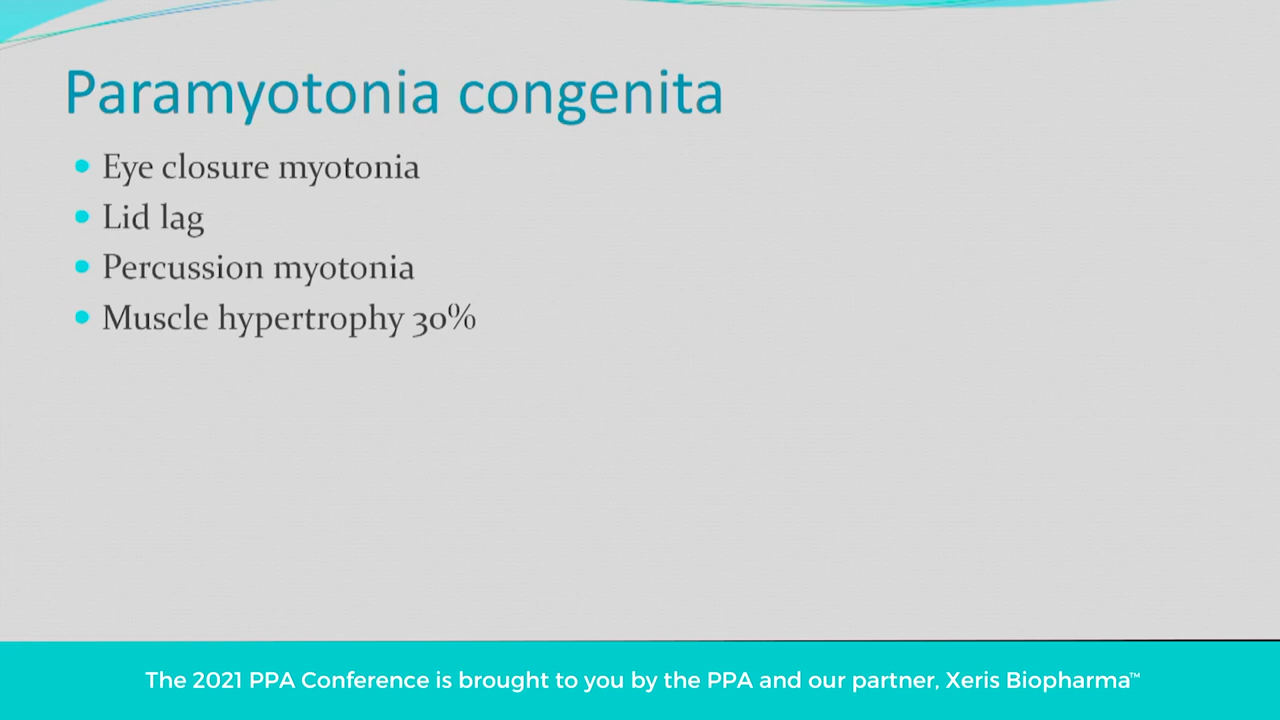 Paramyotonia congenita
• Eye closure myotonia
• Lid lag
• Percussion myotonia
• Muscle hypertrophy 30%
The 2021 PPA Conference is brought to you by the PPA and our partner, Xeris Biopharma™